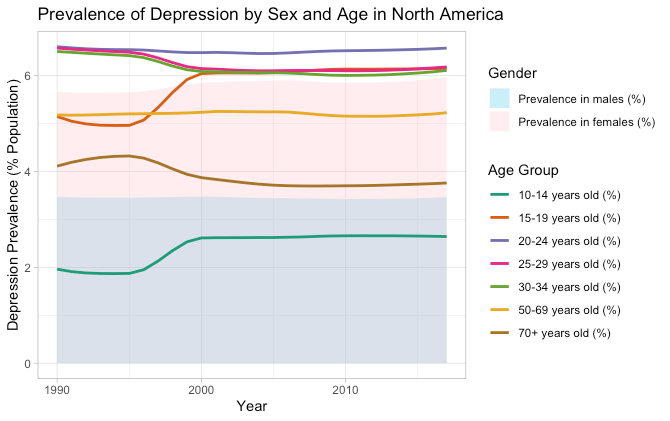 Prevalence of Depression by Sex and Age in North America
Depression Prevalence (% Population)
6
4
2
0
1990
2000
2010
Year
Gender
Prevalence in males (%)
Prevalence in females (%)
Age Group
10-14 years old (%)
15-19 years old (%)
20-24 years old (%)
25-29 years old (%)
30-34 years old (%)
50-69 years old (%)
70+ years old (%)